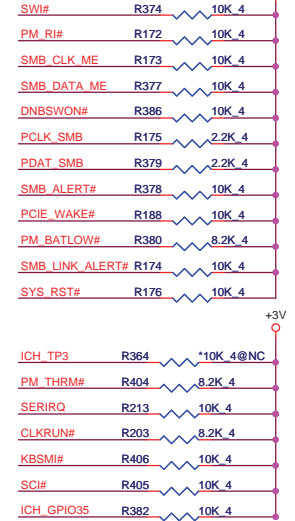 SWI# R374 10K_4
PM_RI# R172 10K_4
SMB_CLK_ME R173 10K_4
SMB_DATA_ME R377 10K_4
DNBSWON# R386 10K_4
PCLK_SMB R175 2.2K_4
PDAT_SMB R379 2.2K_4
SMB_ALERT# R378 10K_4
PCIE_WAKE# R188 10K_4
PM_BATLOW# R380 8.2K_4
SMB_LINK_ALERT# R174 10K_4
SYS_RST# R176 10K_4
+3V
ICH_TP3 R364 *10K_4@NC
PM_THRM# R404 8.2K_4
SERIRQ R213 10K_4
CLKRUN# R203 8.2K_4
KBSMI# R406 10K_4
SCI# R405 10K_4
ICH_GPIO35 R382 10K_4